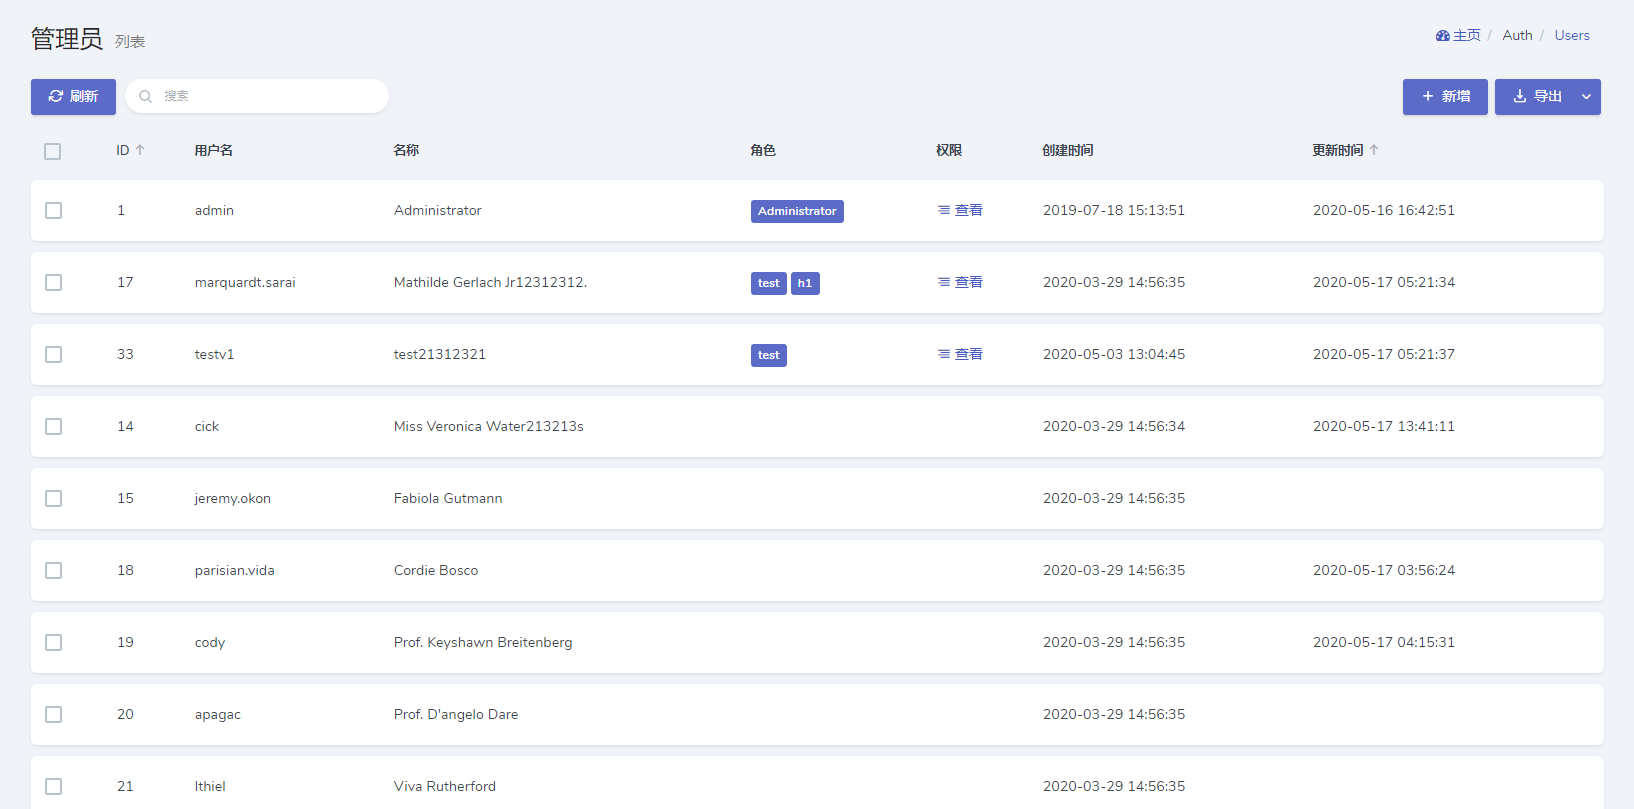 管理员 列表
主页 / Auth / Users
刷新 搜索 新增 导出
ID 用户名 名称 角色 权限 创建时间 更新时间
1 admin Administrator Administrator 查看 2019-07-18 15:13:51 2020-05-16 16:42:51
17 marquardt.sarai Mathilde Gerlach Jr12312312. test h1 查看 2020-03-29 14:56:35 2020-05-17 05:21:34
33 testv1 test21312321 test 查看 2020-05-03 13:04:45 2020-05-17 05:21:37
14 cick Miss Veronica Water213213s 2020-03-29 14:56:34 2020-05-17 13:41:11
15 jeremy.okon Fabiola Gutmann 2020-03-29 14:56:35
18 parisian.vida Cordie Bosco 2020-03-29 14:56:35 2020-05-17 03:56:24
19 cody Prof. Keyshawn Breitenberg 2020-03-29 14:56:35 2020-05-17 04:15:31
20 apagac Prof. D'angelo Dare 2020-03-29 14:56:35
21 lthiel Viva Rutherford 2020-03-29 14:56:35